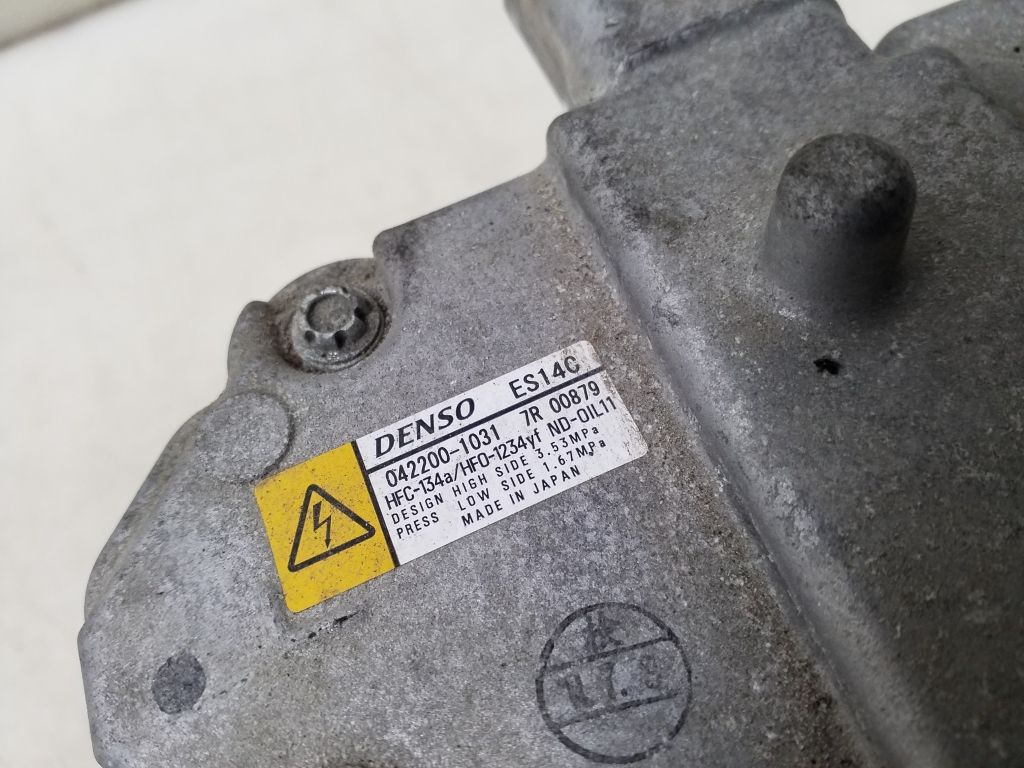 DENSO ES14C
042200-1031 7R 00879
HFC-134a/HFO-1234yf ND-OIL11
DESIGN HIGH SIDE 3.53MPa
PRESS LOW SIDE 1.67MPa
MADE IN JAPAN